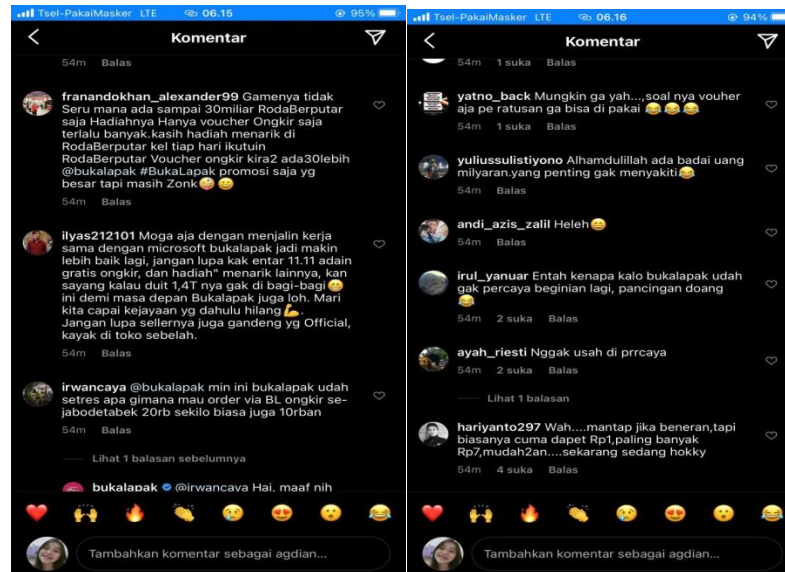 Tsel-PakaiMasker LTE 06.15 95%
Komentar
54m Balas
franandokhan_alexander99 Gamenya tidak
Seru mana ada sampai 30miliar RodaBerputar
saja Hadiahnya Hanya voucher Ongkir saja
terlalu banyak.kasih hadiah menarik di
RodaBerputar kel tiap hari ikutuin
RodaBerputar Voucher ongkir kira2 ada30lebih
@bukalapak #BukaLapak promosi saja yg
besar tapi masih Zonk🤪😀
54m Balas
ilyas212101 Moga aja dengan menjalin kerja
sama dengan microsoft bukalapak jadi makin
lebih baik lagi, jangan lupa kak entar 11.11 adain
gratis ongkir, dan hadiah" menarik lainnya, kan
sayang kalau duit 1,4T nya gak di bagi-bagi🤭
ini demi masa depan Bukalapak juga loh. Mari
kita capai kejayaan yg dahulu hilang💪.
Jangan lupa sellernya juga gandeng yg Official,
kayak di toko sebelah.
54m Balas
irwancaya @bukalapak min ini bukalapak udah
setres apa gimana mau order via BL ongkir se-
jabodetabek 20rb sekilo biasa juga 10rban
54m Balas
Lihat 1 balasan sebelumnya
bukalapak @irwancaya Hai, maaf nih
Tambahkan komentar sebagai agdian...
Tsel-PakaiMasker LTE 06.16 94%
Komentar
54m 1 suka Balas
yatno_back Mungkin ga yah...,soal nya vouher
aja pe ratusan ga bisa di pakai 😂😂😂
54m 1 suka Balas
yuliussulistiyono Alhamdulillah ada badai uang
milyaran.yang penting gak menyakiti😂
54m Balas
andi_azis_zalil Heleh😄
54m Balas
irul_yanuar Entah kenapa kalo bukalapak udah
gak percaya beginian lagi, pancingan doang
😂
54m 2 suka Balas
ayah_riesti Nggak usah di prrcaya
54m 2 suka Balas
Lihat 1 balasan
hariyanto297 Wah....mantap jika beneran,tapi
biasanya cuma dapet Rp1,paling banyak
Rp7,mudah2an....sekarang sedang hokky
54m 4 suka Balas
Tambahkan komentar sebagai agdian...